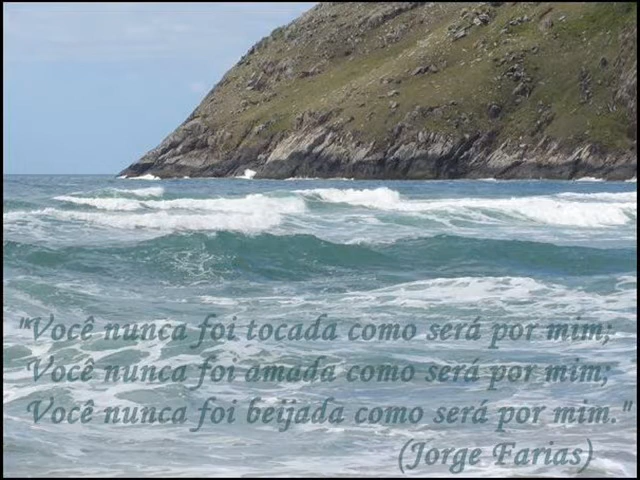 "Você nunca foi tocada como será por mim;
Você nunca foi amada como será por mim;
Você nunca foi beijada como será por mim."
(Jorge Farias)